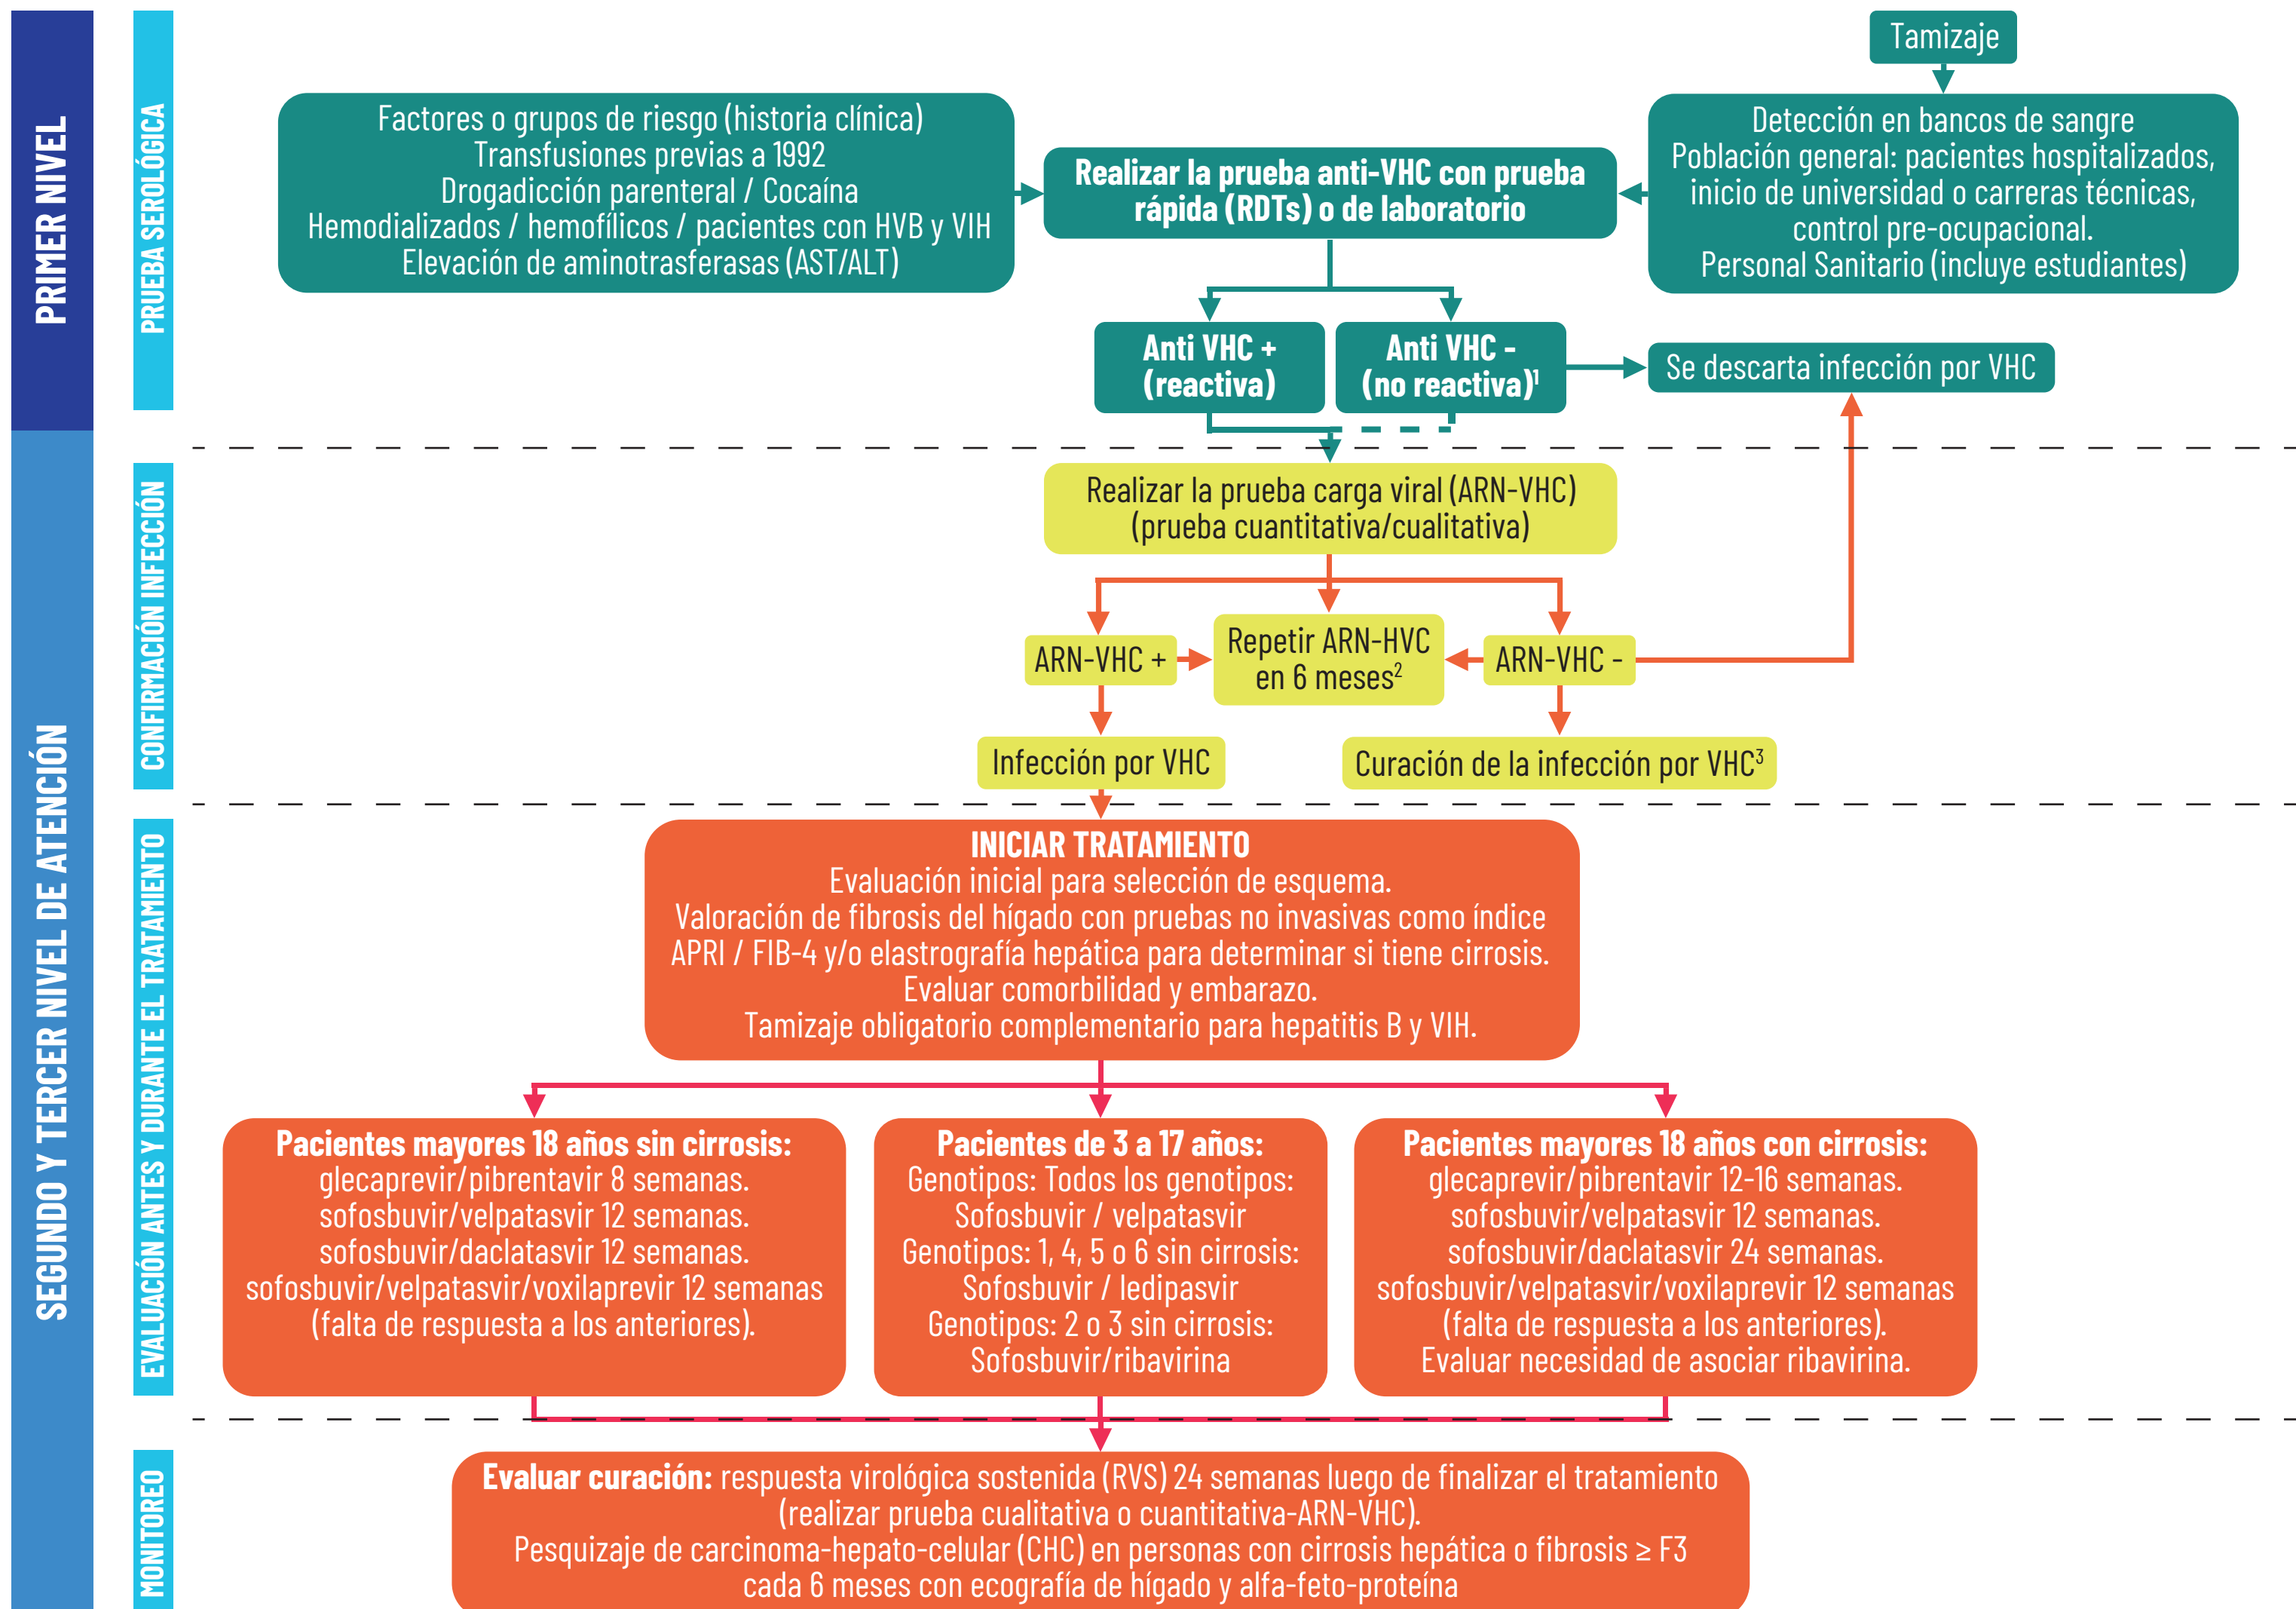 PRIMER NIVEL
SEGUNDO Y TERCER NIVEL DE ATENCIÓN
PRUEBA SEROLÓGICA
Tamizaje
Factores o grupos de riesgo (historia clínica)
Transfusiones previas a 1992
Drogadicción parenteral / Cocaína
Hemodializados / hemofílicos / pacientes con HVB y VIH
Elevación de aminotrasferasas (AST/ALT)
Realizar la prueba anti-VHC con prueba
rápida (RDTs) o de laboratorio
Detección en bancos de sangre
Población general: pacientes hospitalizados,
inicio de universidad o carreras técnicas,
control pre-ocupacional.
Personal Sanitario (incluye estudiantes)
Anti VHC +
(reactiva)
Anti VHC -
(no reactiva)¹
Se descarta infección por VHC
CONFIRMACIÓN INFECCIÓN
Realizar la prueba carga viral (ARN-VHC)
(prueba cuantitativa/cualitativa)
ARN-VHC +
Repetir ARN-HVC
en 6 meses²
ARN-VHC -
Infección por VHC
Curación de la infección por VHC³
EVALUACIÓN ANTES Y DURANTE EL TRATAMIENTO
INICIAR TRATAMIENTO
Evaluación inicial para selección de esquema.
Valoración de fibrosis del hígado con pruebas no invasivas como índice
APRI / FIB-4 y/o elastrografía hepática para determinar si tiene cirrosis.
Evaluar comorbilidad y embarazo.
Tamizaje obligatorio complementario para hepatitis B y VIH.
Pacientes mayores 18 años sin cirrosis:
glecaprevir/pibrentavir 8 semanas.
sofosbuvir/velpatasvir 12 semanas.
sofosbuvir/daclatasvir 12 semanas.
sofosbuvir/velpatasvir/voxilaprevir 12 semanas
(falta de respuesta a los anteriores).
Pacientes de 3 a 17 años:
Genotipos: Todos los genotipos:
Sofosbuvir / velpatasvir
Genotipos: 1, 4, 5 o 6 sin cirrosis:
Sofosbuvir / ledipasvir
Genotipos: 2 o 3 sin cirrosis:
Sofosbuvir/ribavirina
Pacientes mayores 18 años con cirrosis:
glecaprevir/pibrentavir 12-16 semanas.
sofosbuvir/velpatasvir 12 semanas.
sofosbuvir/daclatasvir 24 semanas.
sofosbuvir/velpatasvir/voxilaprevir 12 semanas
(falta de respuesta a los anteriores).
Evaluar necesidad de asociar ribavirina.
MONITOREO
Evaluar curación: respuesta virológica sostenida (RVS) 24 semanas luego de finalizar el tratamiento
(realizar prueba cualitativa o cuantitativa-ARN-VHC).
Pesquizaje de carcinoma-hepato-celular (CHC) en personas con cirrosis hepática o fibrosis ≥ F3
cada 6 meses con ecografía de hígado y alfa-feto-proteína